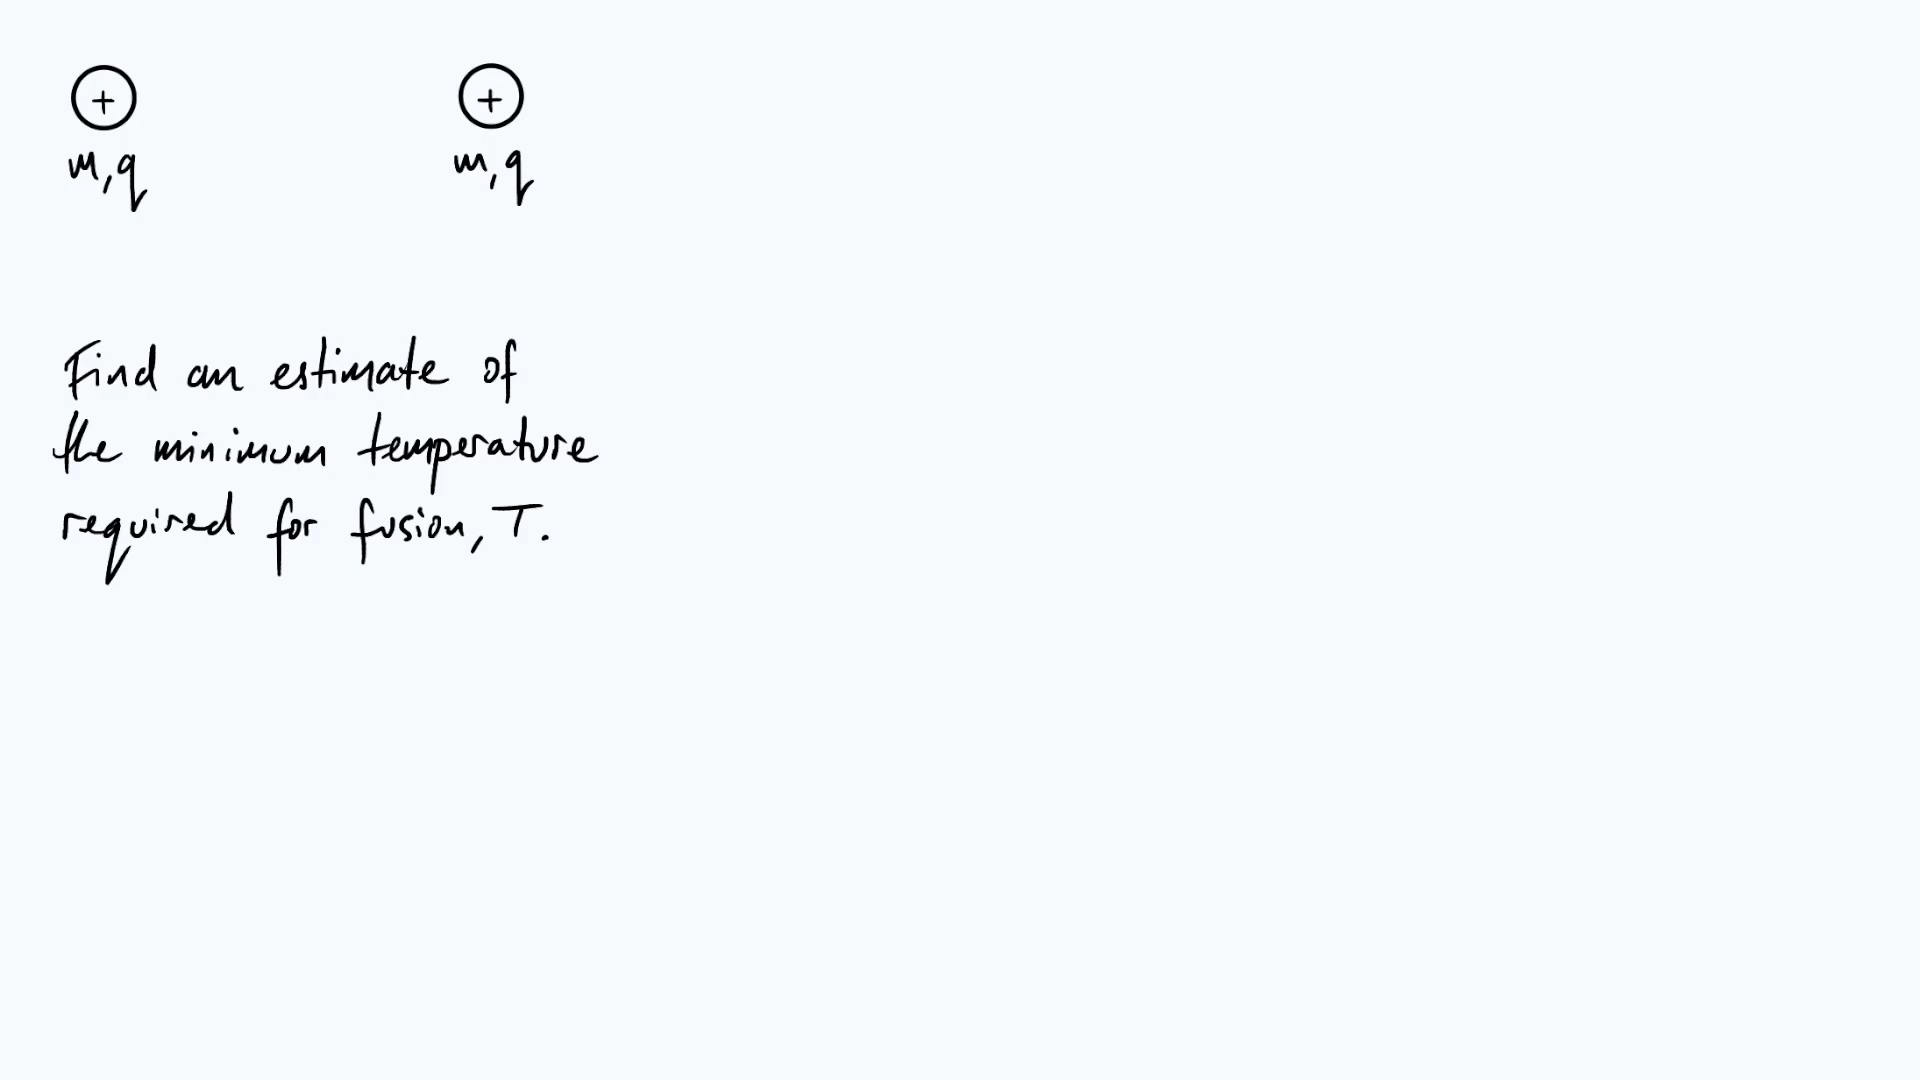 + +
m,q m,q
Find an estimate of
the minimum temperature
required for fusion, T.